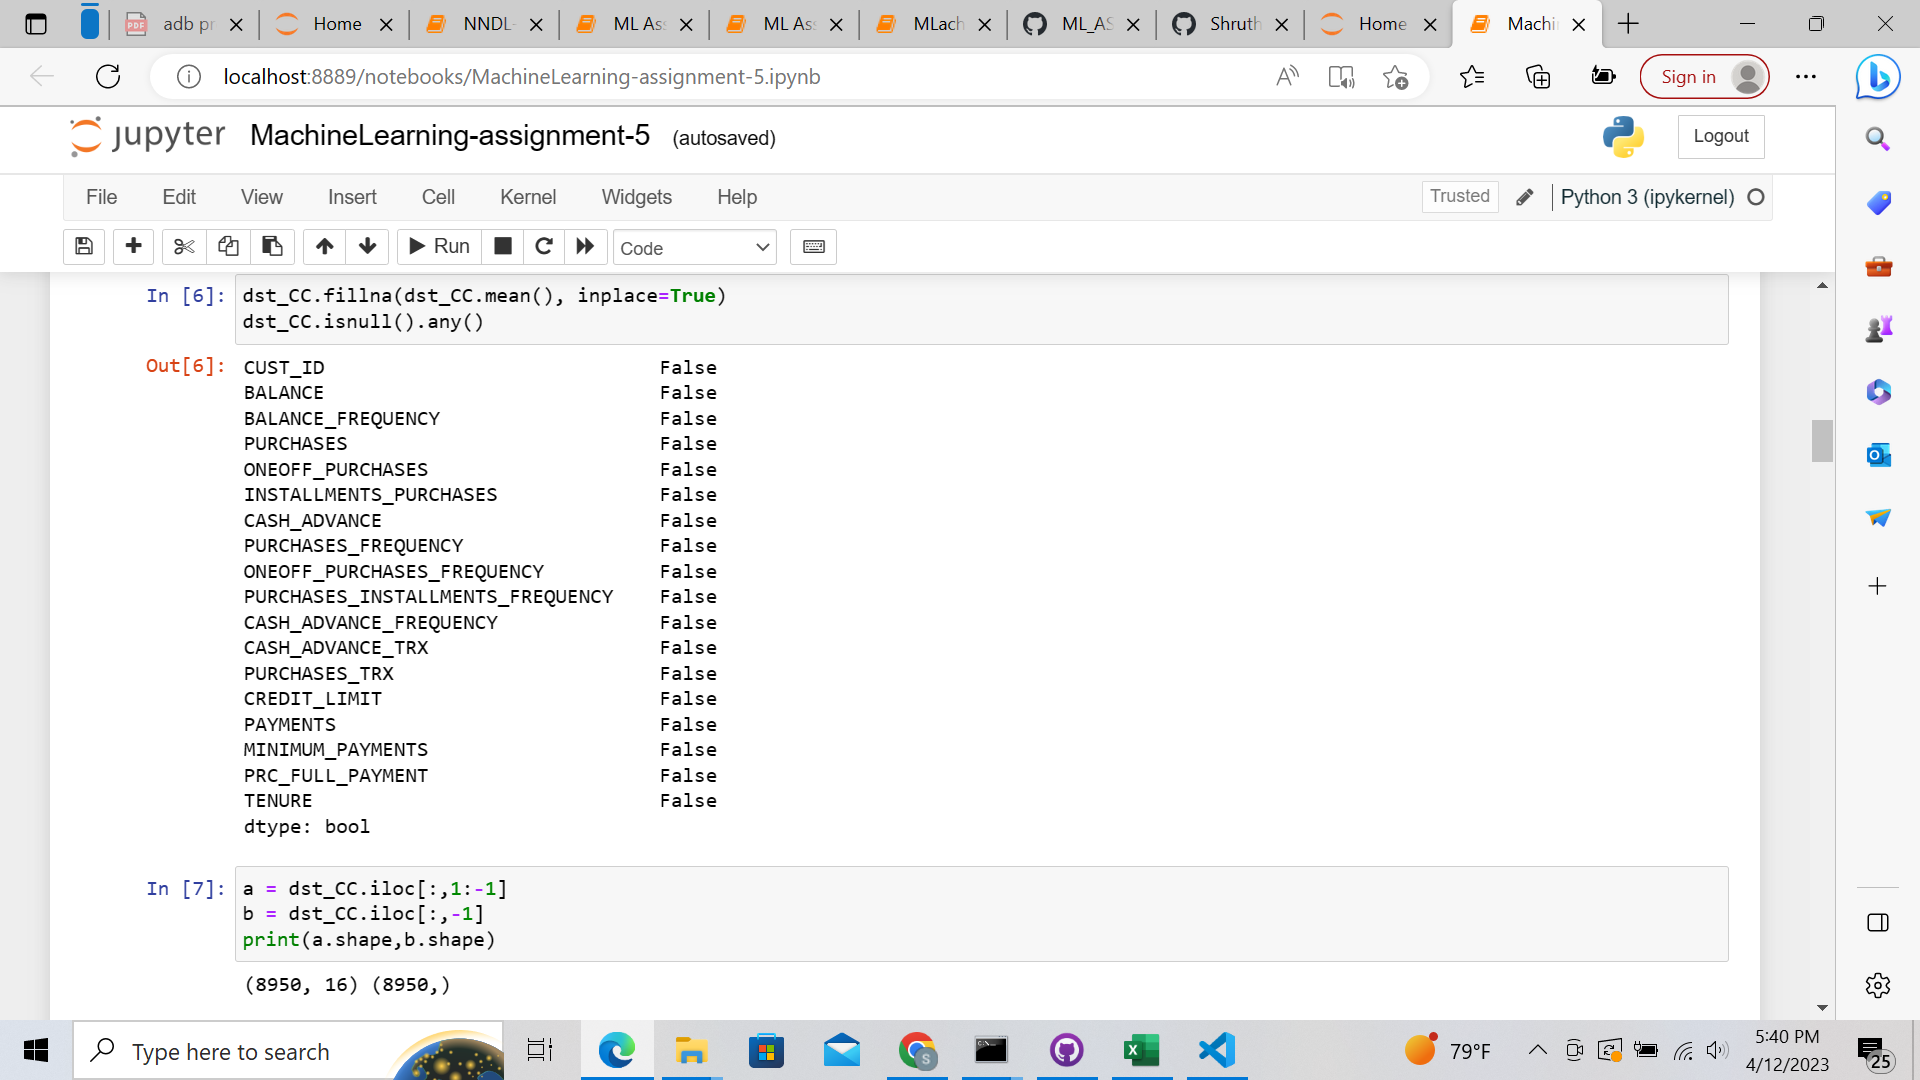 adb pr
Home
NNDL-
ML Ass
ML Ass
MLach
ML_AS
Shruth
Home
Machi
localhost:8889/notebooks/MachineLearning-assignment-5.ipynb
Sign in
jupyter MachineLearning-assignment-5 (autosaved)
Logout
File Edit View Insert Cell Kernel Widgets Help
Trusted
Python 3 (ipykernel)
Run
Code
In [6]: dst_CC.fillna(dst_CC.mean(), inplace=True)
dst_CC.isnull().any()
Out[6]: CUST_ID False
BALANCE False
BALANCE_FREQUENCY False
PURCHASES False
ONEOFF_PURCHASES False
INSTALLMENTS_PURCHASES False
CASH_ADVANCE False
PURCHASES_FREQUENCY False
ONEOFF_PURCHASES_FREQUENCY False
PURCHASES_INSTALLMENTS_FREQUENCY False
CASH_ADVANCE_FREQUENCY False
CASH_ADVANCE_TRX False
PURCHASES_TRX False
CREDIT_LIMIT False
PAYMENTS False
MINIMUM_PAYMENTS False
PRC_FULL_PAYMENT False
TENURE False
dtype: bool
In [7]: a = dst_CC.iloc[:,1:-1]
b = dst_CC.iloc[:,-1]
print(a.shape,b.shape)
(8950, 16) (8950,)
Type here to search
79°F
5:40 PM
4/12/2023
25